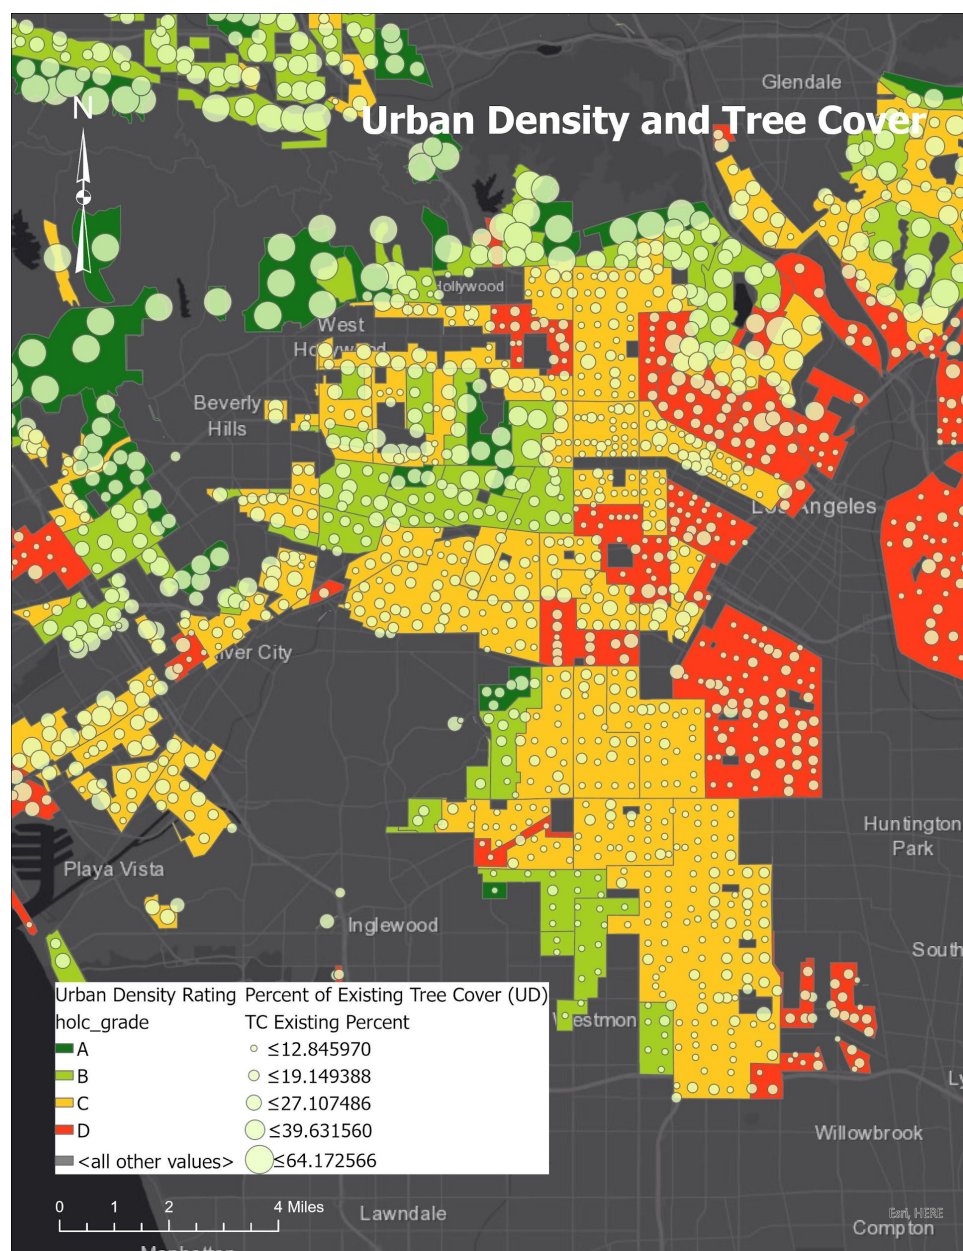 Glendale
N
Urban Density and Tree Cover
Hollywood
West
Beverly
Hills
Los Angeles
Huntington
Park
Playa Vista
Inglewood
South
Urban Density Rating
holc_grade
A
B
C
D
<all other values>
Percent of Existing Tree Cover (UD)
TC Existing Percent
≤12.845970
≤19.149388
≤27.107486
≤39.631560
≤64.172566
Willowbrook
0 1 2 4 Miles
Lawndale
Esri, HERE
Compton